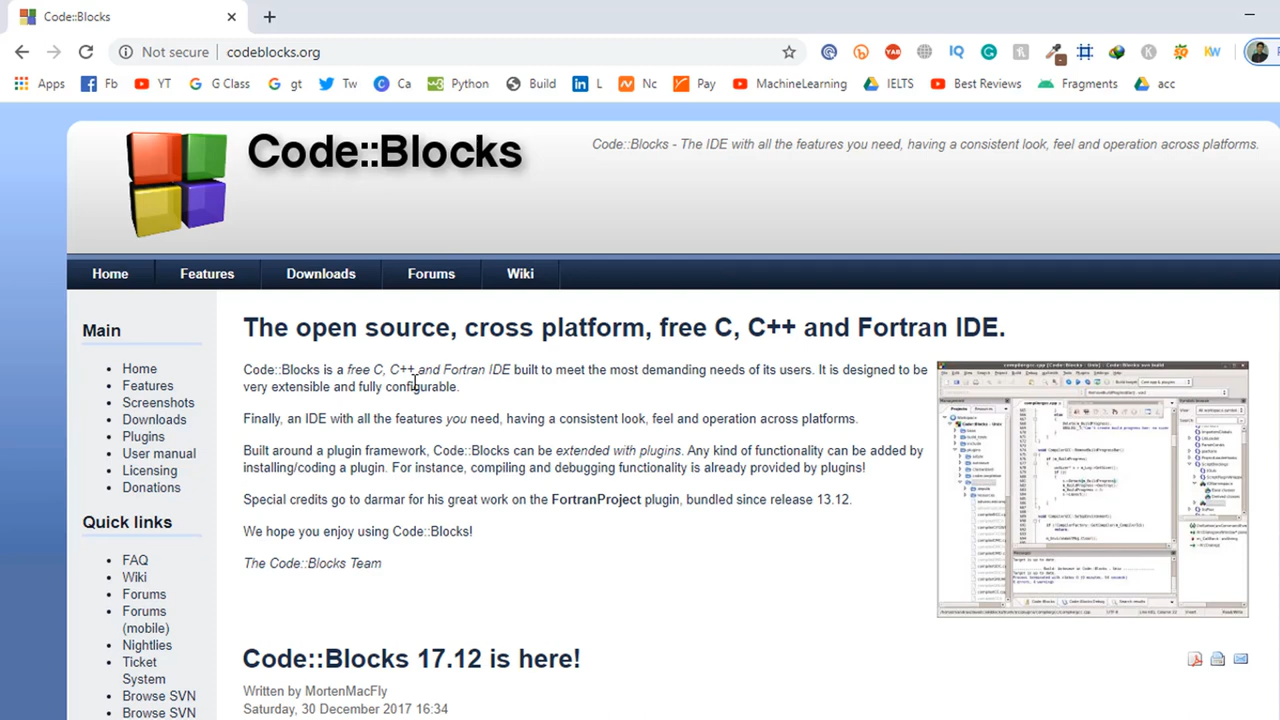 Code::Blocks
Not secure codeblocks.org
IQ
YAB
KW
Apps Fb YT G Class gt Tw Ca Python Build L Nc Pay MachineLearning IELTS Best Reviews Fragments acc
Code::Blocks
Code::Blocks - The IDE with all the features you need, having a consistent look, feel and operation across platforms.
Home Features Downloads Forums Wiki
Main
Home
Features
Screenshots
Downloads
Plugins
User manual
Licensing
Donations
Quick links
FAQ
Wiki
Forums
Forums
(mobile)
Nightlies
Ticket
System
Browse SVN
Browse SVN
The open source, cross platform, free C, C++ and Fortran IDE.
Code::Blocks is a free C, C++ and Fortran IDE built to meet the most demanding needs of its users. It is designed to be
very extensible and fully configurable.
Finally, an IDE with all the features you need, having a consistent look, feel and operation across platforms.
Built around a plugin framework, Code::Blocks can be extended with plugins. Any kind of functionality can be added by
installing/coding a plugin. For instance, compiling and debugging functionality is already provided by plugins!
Special credits go to darmar for his great work on the FortranProject plugin, bundled since release 13.12.
We hope you enjoy using Code::Blocks!
The Code::Blocks Team
Code::Blocks 17.12 is here!
Written by MortenMacFly
Saturday, 30 December 2017 16:34